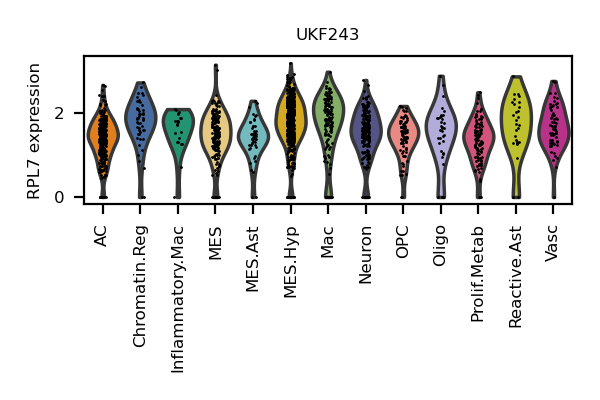 UKF243
RPL7 expression
2
0
AC
Chromatin.Reg
Inflammatory.Mac
MES
MES.Ast
MES.Hyp
Mac
Neuron
OPC
Oligo
Prolif.Metab
Reactive.Ast
Vasc